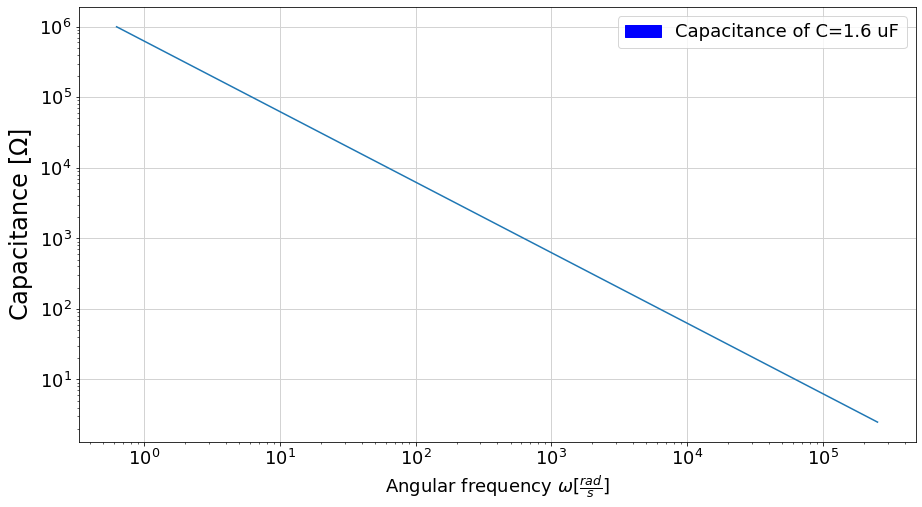 Capacitance of C=1.6 uF
Capacitance [Ω]
10⁶
10⁵
10⁴
10³
10²
10¹
10⁰ 10¹ 10² 10³ 10⁴ 10⁵
Angular frequency ω[rad/s]